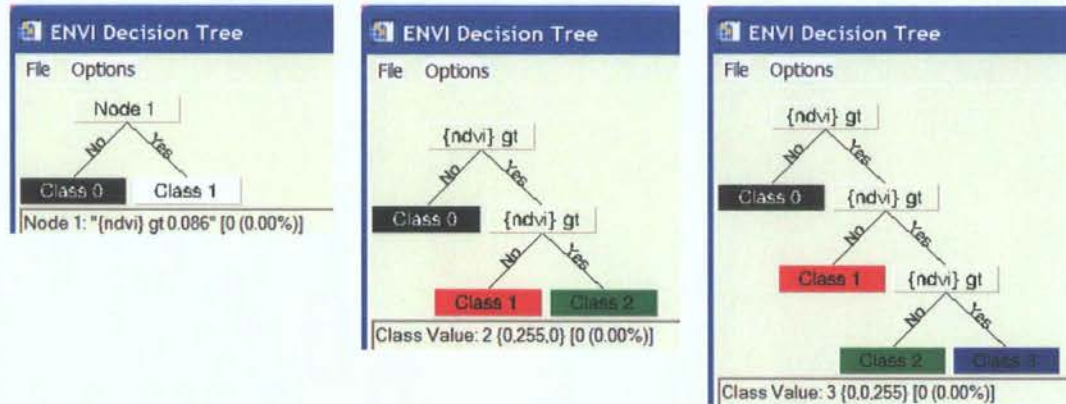 ENVI Decision Tree
File Options
Node 1
No Yes
Class 0 Class 1
Node 1: "{ndvi} gt 0.086" [0 (0.00%)]
ENVI Decision Tree
File Options
{ndvi} gt
No Yes
Class 0 {ndvi} gt
No Yes
Class 1 Class 2
Class Value: 2 {0,255,0} [0 (0.00%)]
ENVI Decision Tree
File Options
{ndvi} gt
No Yes
Class 0 {ndvi} gt
No Yes
Class 1 {ndvi} gt
No Yes
Class 2 Class 3
Class Value: 3 {0,0,255} [0 (0.00%)]